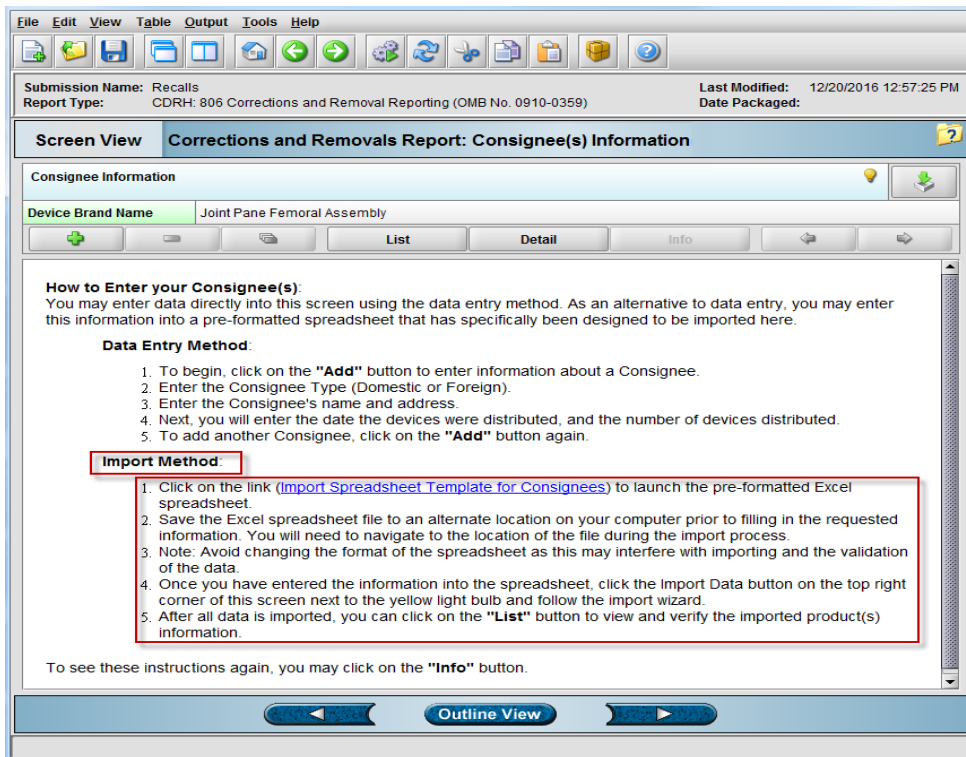 File Edit View Table Output Tools Help
Submission Name: Recalls Last Modified: 12/20/2016 12:57:25 PM
Report Type: CDRH: 806 Corrections and Removal Reporting (OMB No. 0910-0359) Date Packaged:
Screen View Corrections and Removals Report: Consignee(s) Information
Consignee Information
Device Brand Name Joint Pane Femoral Assembly
List Detail Info
How to Enter your Consignee(s):
You may enter data directly into this screen using the data entry method. As an alternative to data entry, you may enter
this information into a pre-formatted spreadsheet that has specifically been designed to be imported here.
Data Entry Method:
1. To begin, click on the "Add" button to enter information about a Consignee.
2. Enter the Consignee Type (Domestic or Foreign).
3. Enter the Consignee's name and address.
4. Next, you will enter the date the devices were distributed, and the number of devices distributed.
5. To add another Consignee, click on the "Add" button again.
Import Method:
1. Click on the link (Import Spreadsheet Template for Consignees) to launch the pre-formatted Excel
spreadsheet.
2. Save the Excel spreadsheet file to an alternate location on your computer prior to filling in the requested
information. You will need to navigate to the location of the file during the import process.
3. Note: Avoid changing the format of the spreadsheet as this may interfere with importing and the validation
of the data.
4. Once you have entered the information into the spreadsheet, click the Import Data button on the top right
corner of this screen next to the yellow light bulb and follow the import wizard.
5. After all data is imported, you can click on the "List" button to view and verify the imported product(s)
information.
To see these instructions again, you may click on the "Info" button.
Outline View